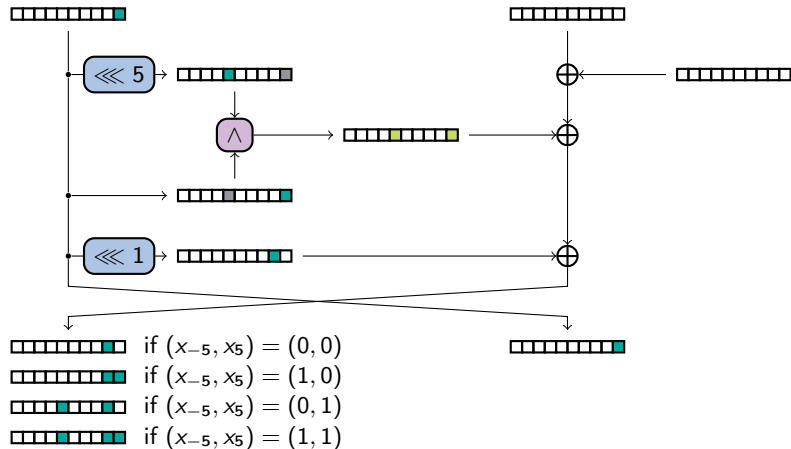 ⋘ 5
∧
⋘ 1
if (x₋₅, x₅) = (0, 0)
if (x₋₅, x₅) = (1, 0)
if (x₋₅, x₅) = (0, 1)
if (x₋₅, x₅) = (1, 1)